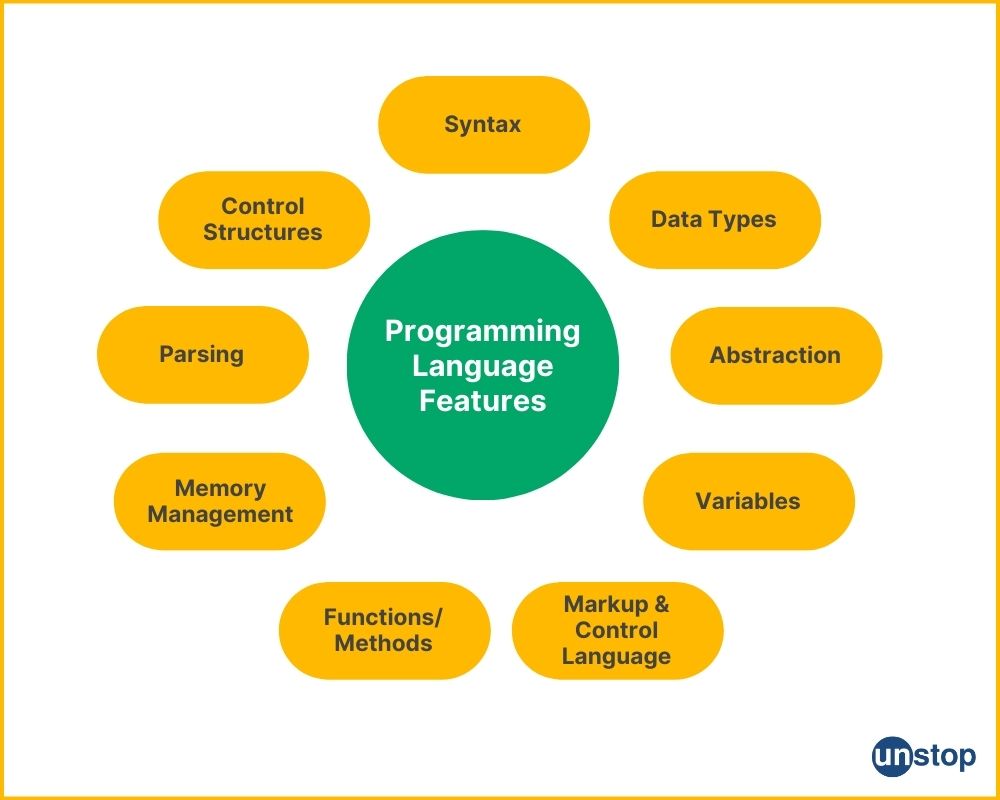 Syntax
Control
Structures
Data Types
Programming
Language
Features
Parsing
Abstraction
Memory
Management
Variables
Functions/
Methods
Markup &
Control
Language
unstop